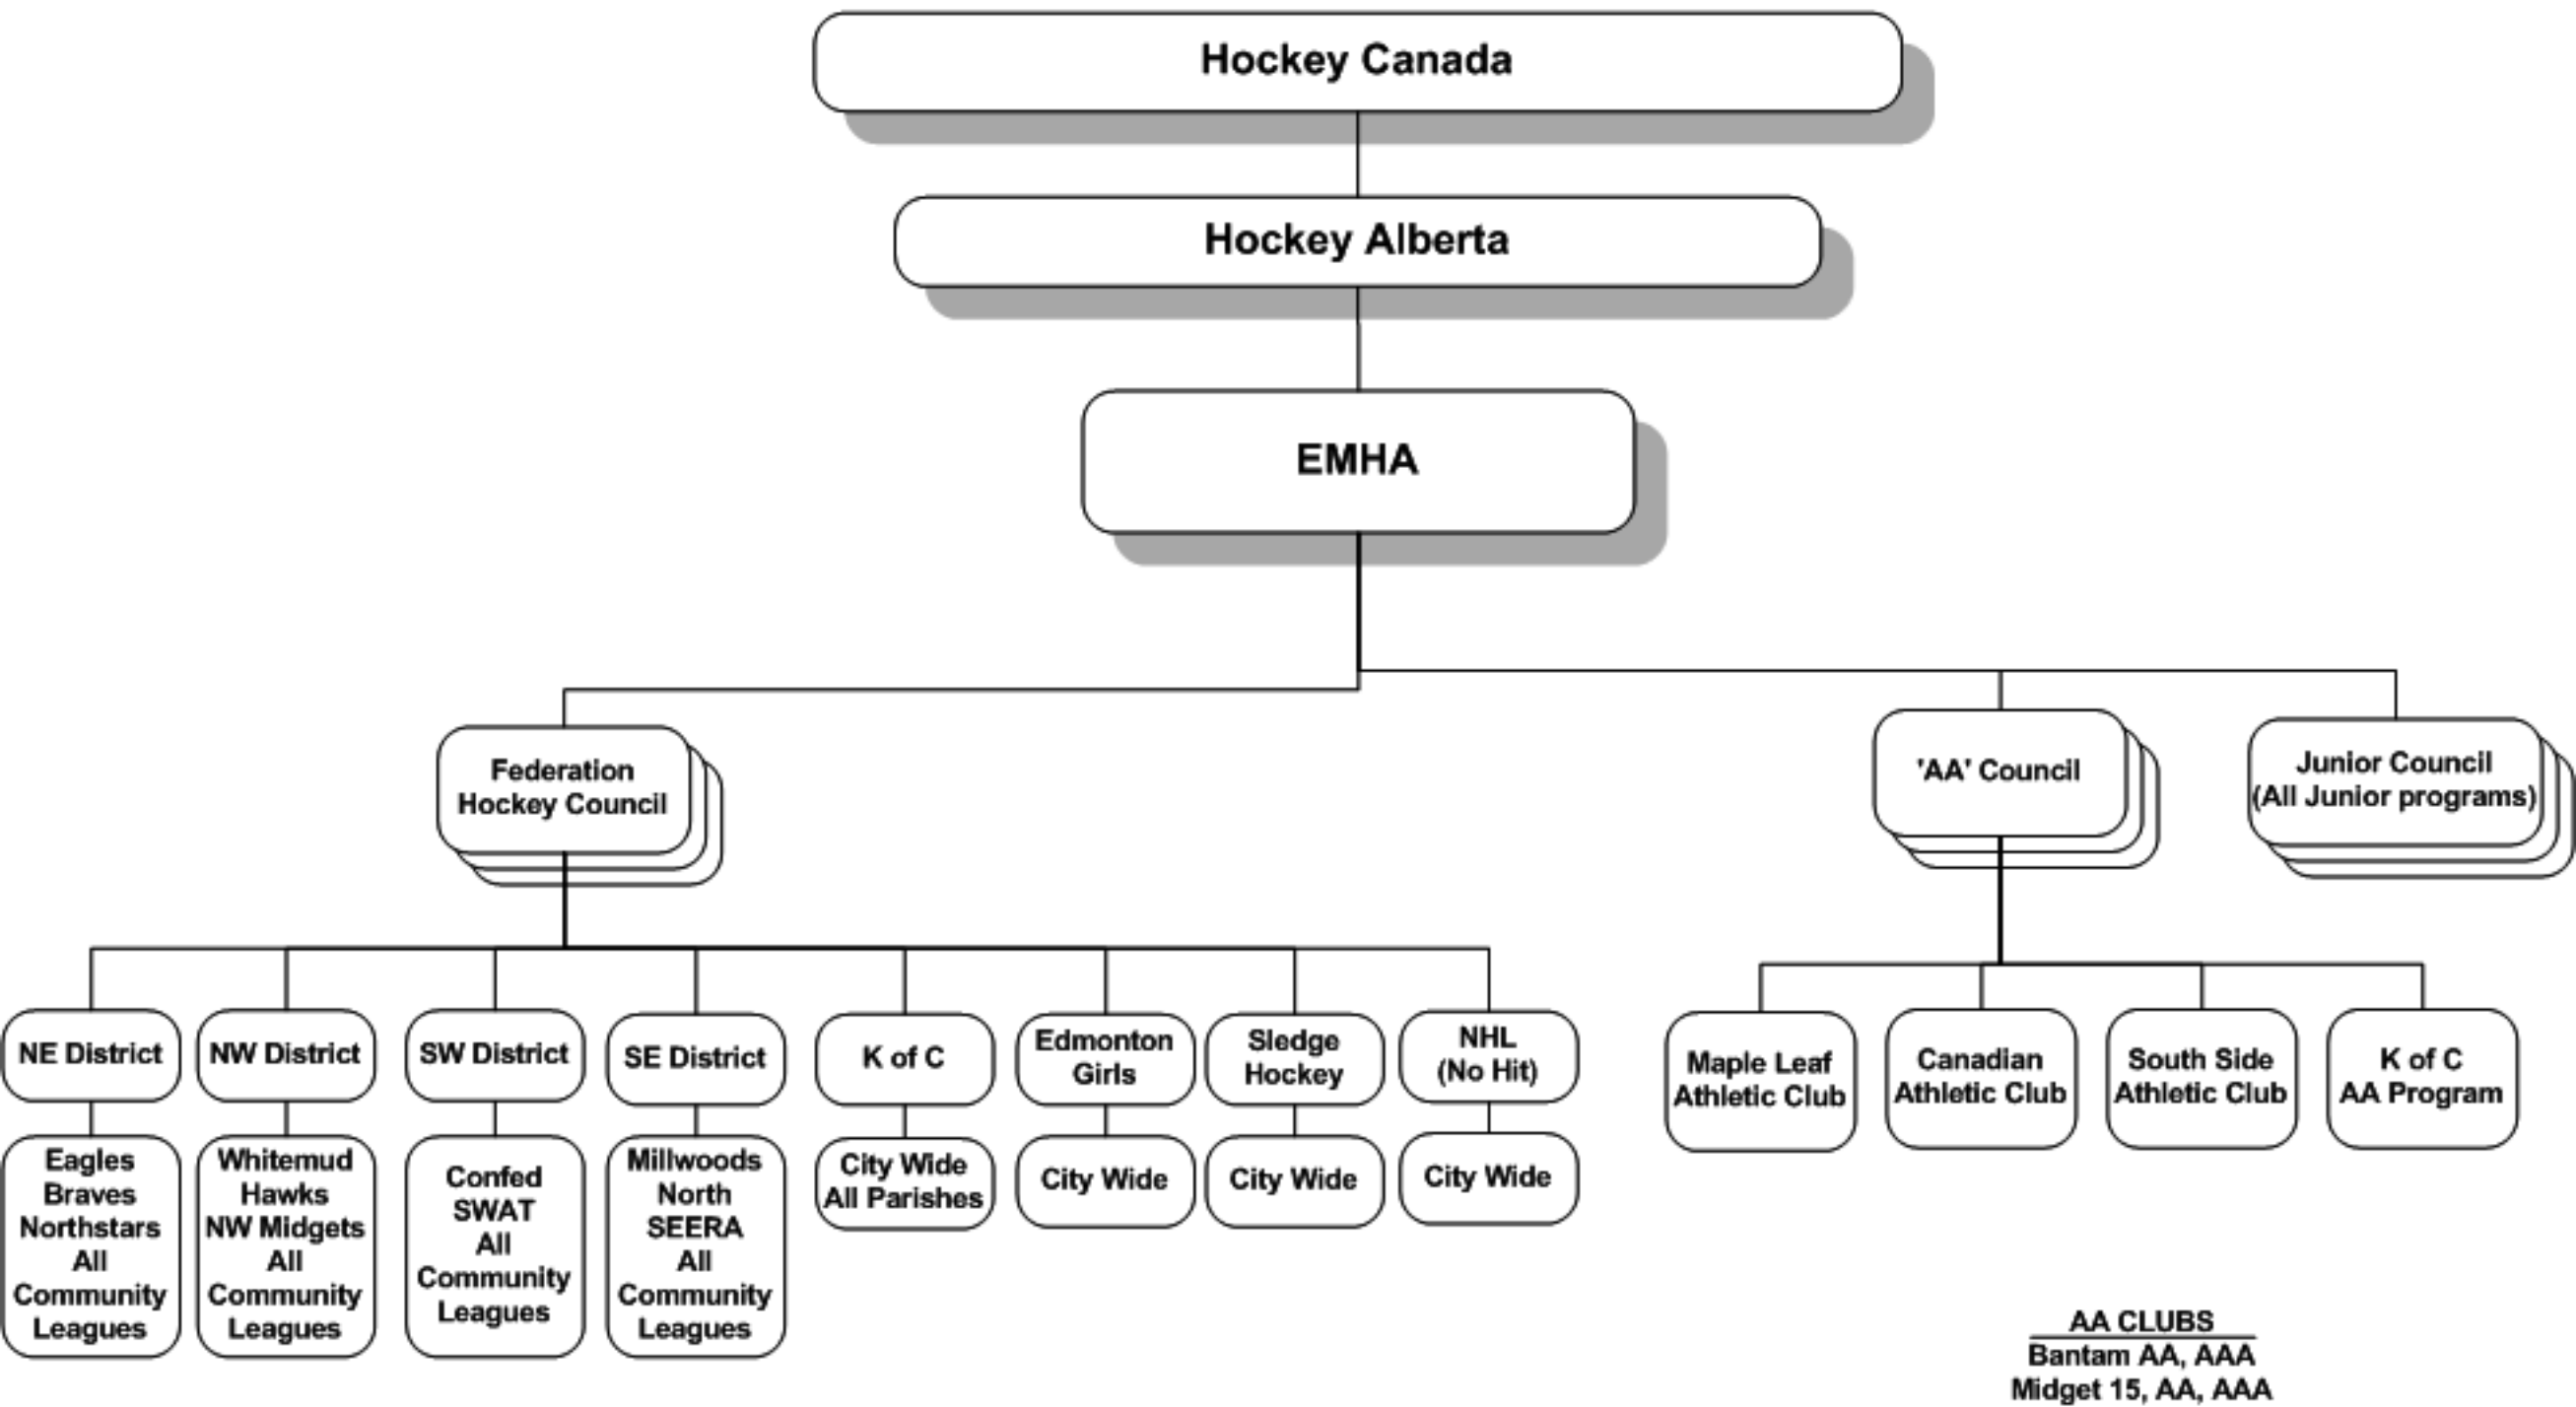 Hockey Canada
Hockey Alberta
EMHA
Federation
Hockey Council
'AA' Council
Junior Council
(All Junior programs)
NE District
NW District
SW District
SE District
K of C
Edmonton
Girls
Sledge
Hockey
NHL
(No Hit)
Maple Leaf
Athletic Club
Canadian
Athletic Club
South Side
Athletic Club
K of C
AA Program
Eagles
Braves
Northstars
All
Community
Leagues
Whitemud
Hawks
NW Midgets
All
Community
Leagues
Confed
SWAT
All
Community
Leagues
Millwoods
North
SEERA
All
Community
Leagues
City Wide
All Parishes
City Wide
City Wide
City Wide
AA CLUBS
Bantam AA, AAA
Midget 15, AA, AAA